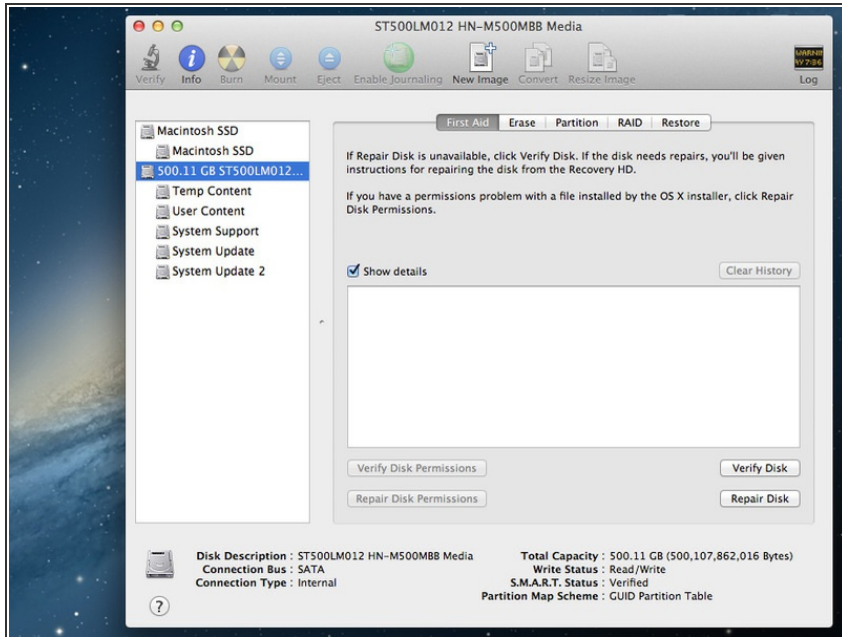 ST500LM012 HN-M500MBB Media
Verify Info Burn Mount Eject Enable Journaling New Image Convert Resize Image Log
WARNIN
4Y 7:36
First Aid Erase Partition RAID Restore
Macintosh SSD
Macintosh SSD
500.11 GB ST500LM012...
Temp Content
User Content
System Support
System Update
System Update 2
If Repair Disk is unavailable, click Verify Disk. If the disk needs repairs, you'll be given
instructions for repairing the disk from the Recovery HD.
If you have a permissions problem with a file installed by the OS X installer, click Repair
Disk Permissions.
Show details Clear History
Verify Disk Permissions Verify Disk
Repair Disk Permissions Repair Disk
Disk Description : ST500LM012 HN-M500MBB Media
Connection Bus : SATA
Connection Type : Internal
Total Capacity : 500.11 GB (500,107,862,016 Bytes)
Write Status : Read/Write
S.M.A.R.T. Status : Verified
Partition Map Scheme : GUID Partition Table
?